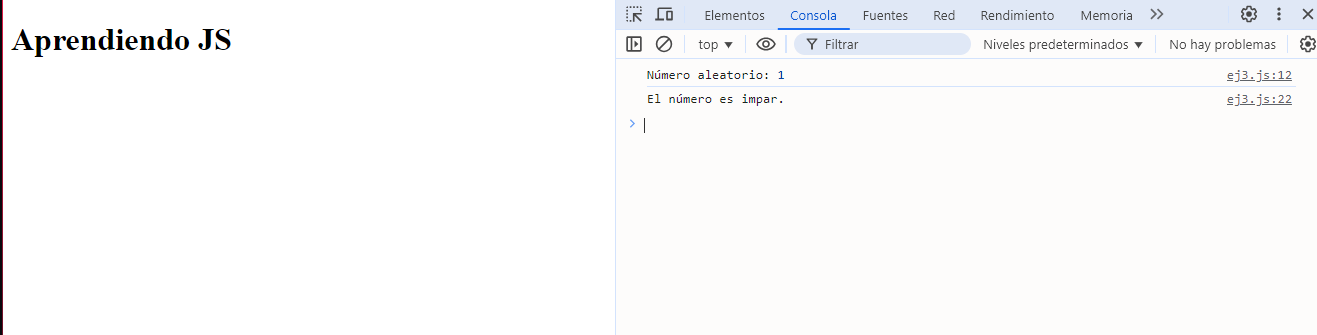 Aprendiendo JS
Elementos Consola Fuentes Red Rendimiento Memoria
top Filtrar Niveles predeterminados No hay problemas
Número aleatorio: 1 ej3.js:12
El número es impar. ej3.js:22